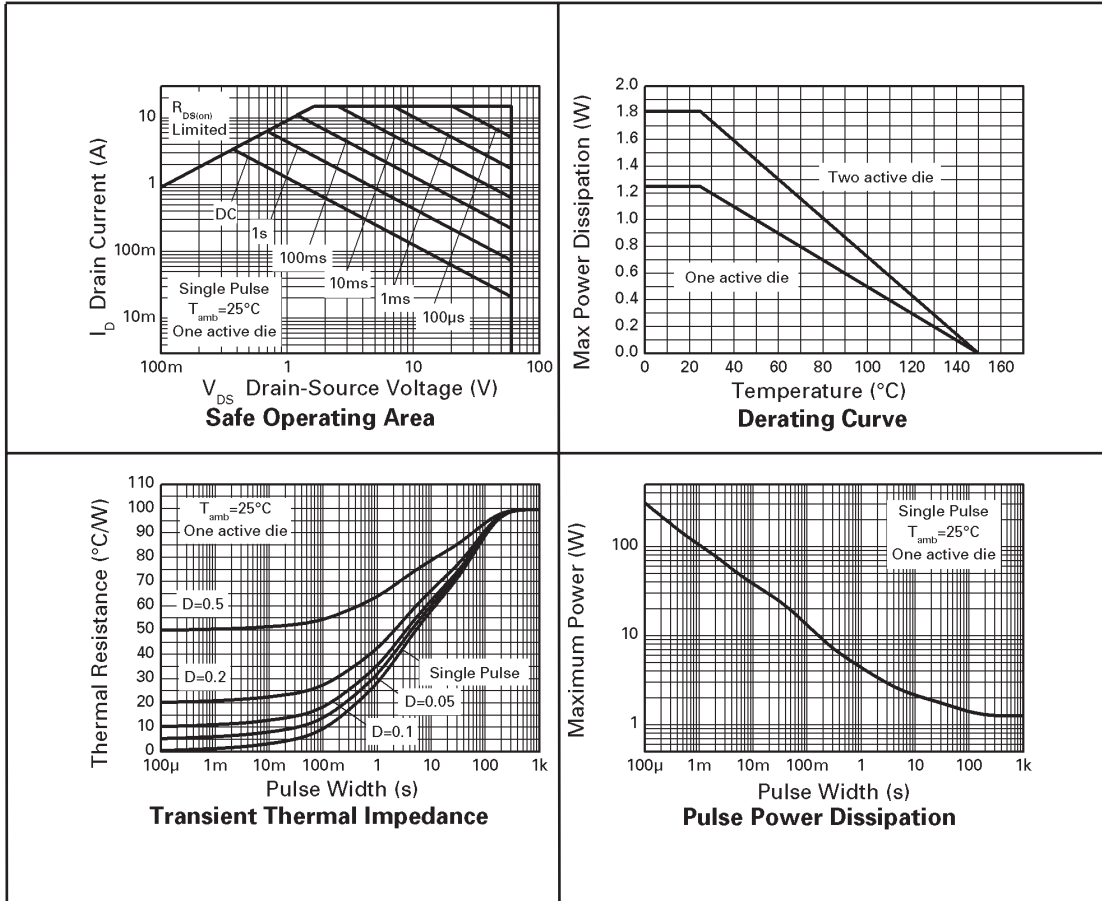 10
1
100m
10m
I_D Drain Current (A)
R_DS(on)
Limited
DC
1s
100ms
10ms
1ms
100µs
Single Pulse
T_amb=25°C
One active die
100m 1 10 100
V_DS Drain-Source Voltage (V)
Safe Operating Area
2.0
1.8
1.6
1.4
1.2
1.0
0.8
0.6
0.4
0.2
0.0
Max Power Dissipation (W)
Two active die
One active die
0 20 40 60 80 100 120 140 160
Temperature (°C)
Derating Curve
110
100
90
80
70
60
50
40
30
20
10
0
Thermal Resistance (°C/W)
T_amb=25°C
One active die
D=0.5
D=0.2
Single Pulse
D=0.05
D=0.1
100µ 1m 10m 100m 1 10 100 1k
Pulse Width (s)
Transient Thermal Impedance
100
10
1
Maximum Power (W)
Single Pulse
T_amb=25°C
One active die
100µ 1m 10m 100m 1 10 100 1k
Pulse Width (s)
Pulse Power Dissipation